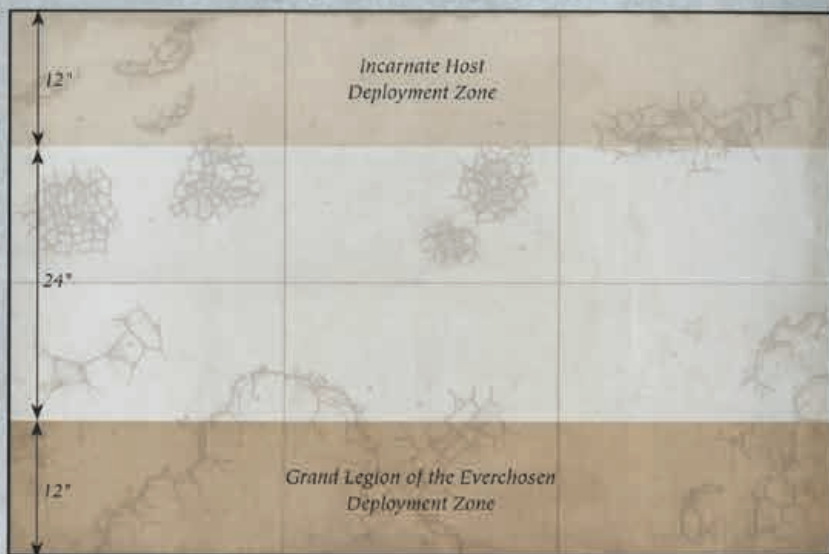 12"
Incarnate Host
Deployment Zone
24"
12"
Grand Legion of the Everchosen
Deployment Zone